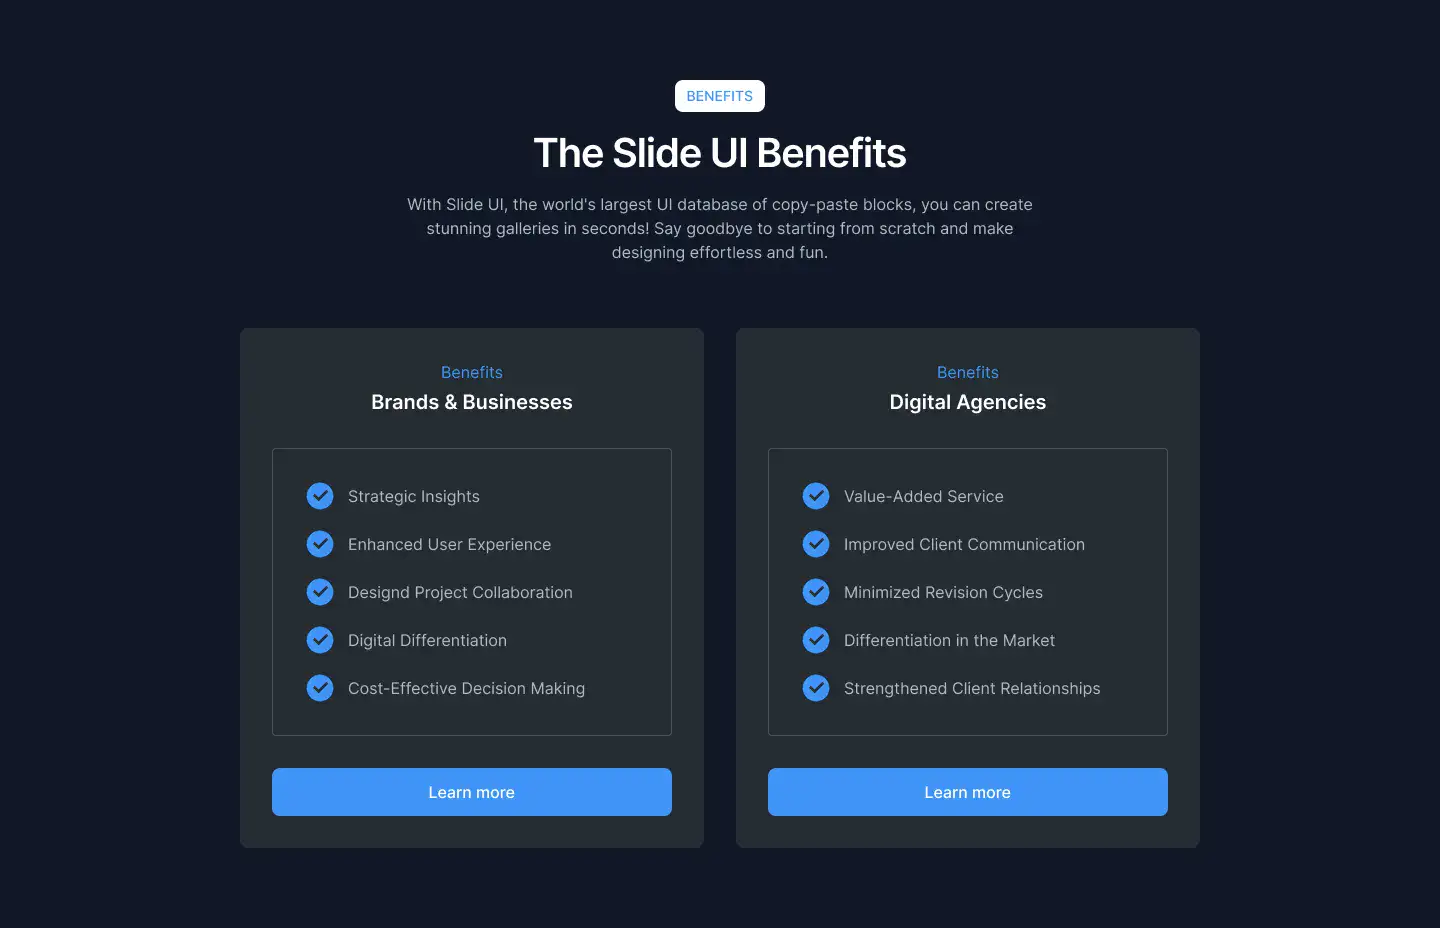 BENEFITS
The Slide UI Benefits
With Slide UI, the world's largest UI database of copy-paste blocks, you can create
stunning galleries in seconds! Say goodbye to starting from scratch and make
designing effortless and fun.
Benefits
Brands & Businesses
Strategic Insights
Enhanced User Experience
Designd Project Collaboration
Digital Differentiation
Cost-Effective Decision Making
Learn more
Benefits
Digital Agencies
Value-Added Service
Improved Client Communication
Minimized Revision Cycles
Differentiation in the Market
Strengthened Client Relationships
Learn more